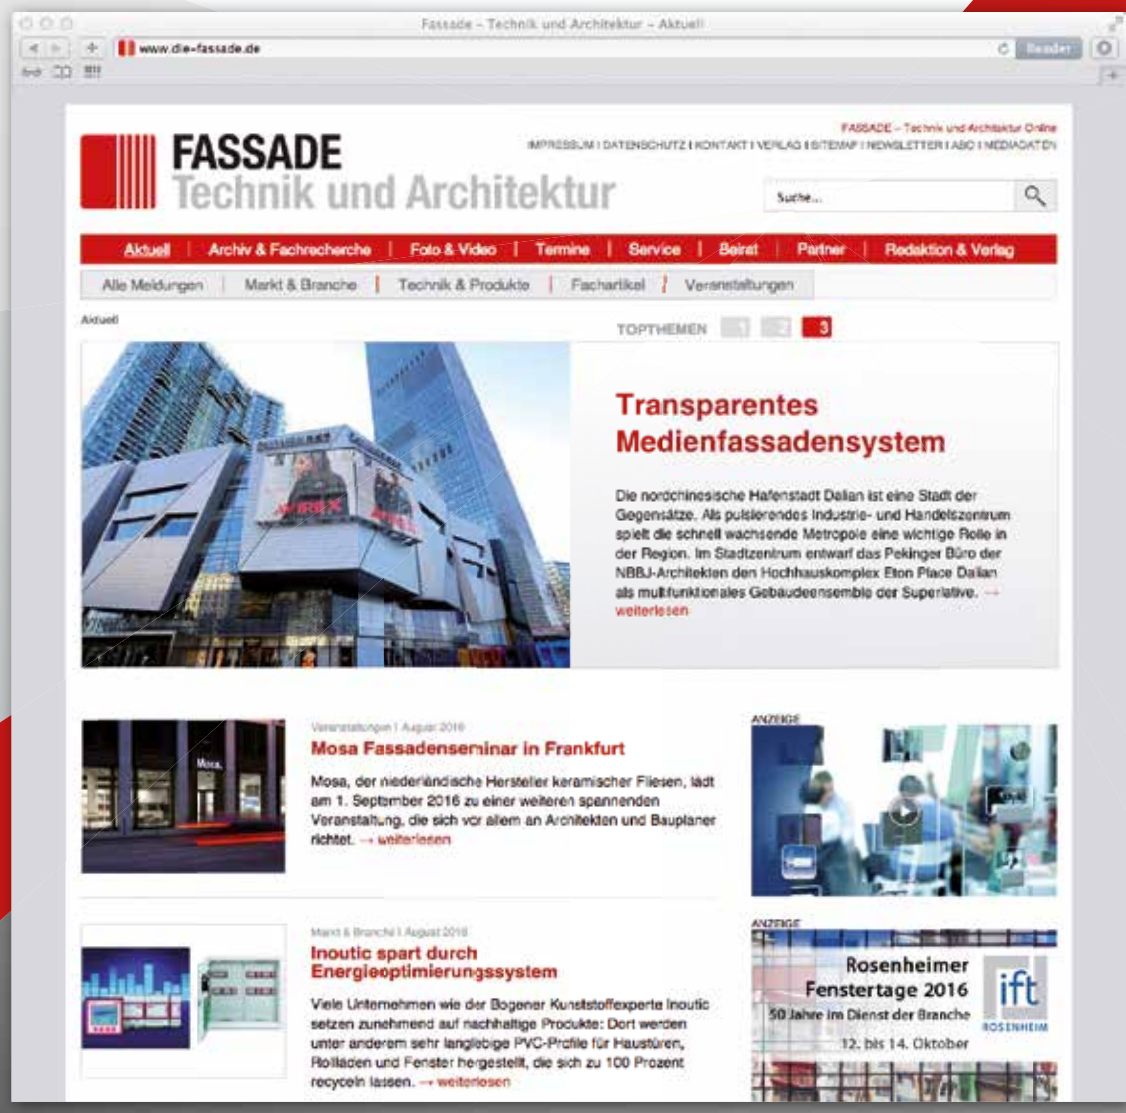 Fassade – Technik und Architektur – Aktuell
www.die-fassade.de
Reader
FASSADE
Technik und Architektur
FASSADE – Technik und Architektur Online
IMPRESSUM I DATENSCHUTZ I KONTAKT I VERLAG I SITEMAP I NEWSLETTER I ABO I MEDIADATEN
Suche...
Aktuell | Archiv & Fachrecherche | Foto & Video | Termine | Service | Beirat | Partner | Redaktion & Verlag
Alle Meldungen | Markt & Branche | Technik & Produkte | Fachartikel | Veranstaltungen
Aktuell
TOPTHEMEN 1 2 3
Transparentes
Medienfassadensystem
Die nordchinesische Hafenstadt Dalian ist eine Stadt der
Gegensätze. Als pulsierendes Industrie- und Handelszentrum
spielt die schnell wachsende Metropole eine wichtige Rolle in
der Region. Im Stadtzentrum entwarf das Pekinger Büro der
NBBJ-Architekten den Hochhauskomplex Eton Place Dalian
als multifunktionales Gebäudeensemble der Superlative. →
weiterlesen
AVIREX
Veranstaltungen I August 2016
Mosa Fassadenseminar in Frankfurt
Mosa, der niederländische Hersteller keramischer Fliesen, lädt
am 1. September 2016 zu einer weiteren spannenden
Veranstaltung, die sich vor allem an Architekten und Bauplaner
richtet. → weiterlesen
Mosa.
ANZEIGE
Markt & Branche I August 2016
Inoutic spart durch
Energieoptimierungssystem
Viele Unternehmen wie der Bogener Kunststoffexperte Inoutic
setzen zunehmend auf nachhaltige Produkte: Dort werden
unter anderem sehr langlebige PVC-Profile für Haustüren,
Rollläden und Fenster hergestellt, die sich zu 100 Prozent
recyceln lassen. → weiterlesen
ANZEIGE
Rosenheimer
Fenstertage 2016
50 Jahre im Dienst der Branche
12. bis 14. Oktober
ift
ROSENHEIM